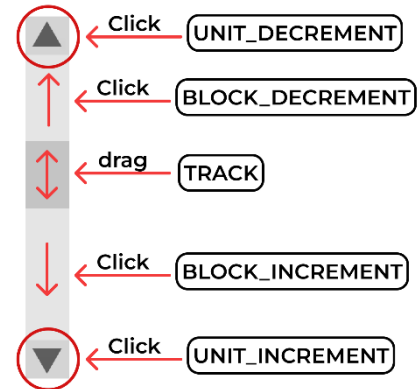 Click UNIT_DECREMENT
Click BLOCK_DECREMENT
drag TRACK
Click BLOCK_INCREMENT
Click UNIT_INCREMENT